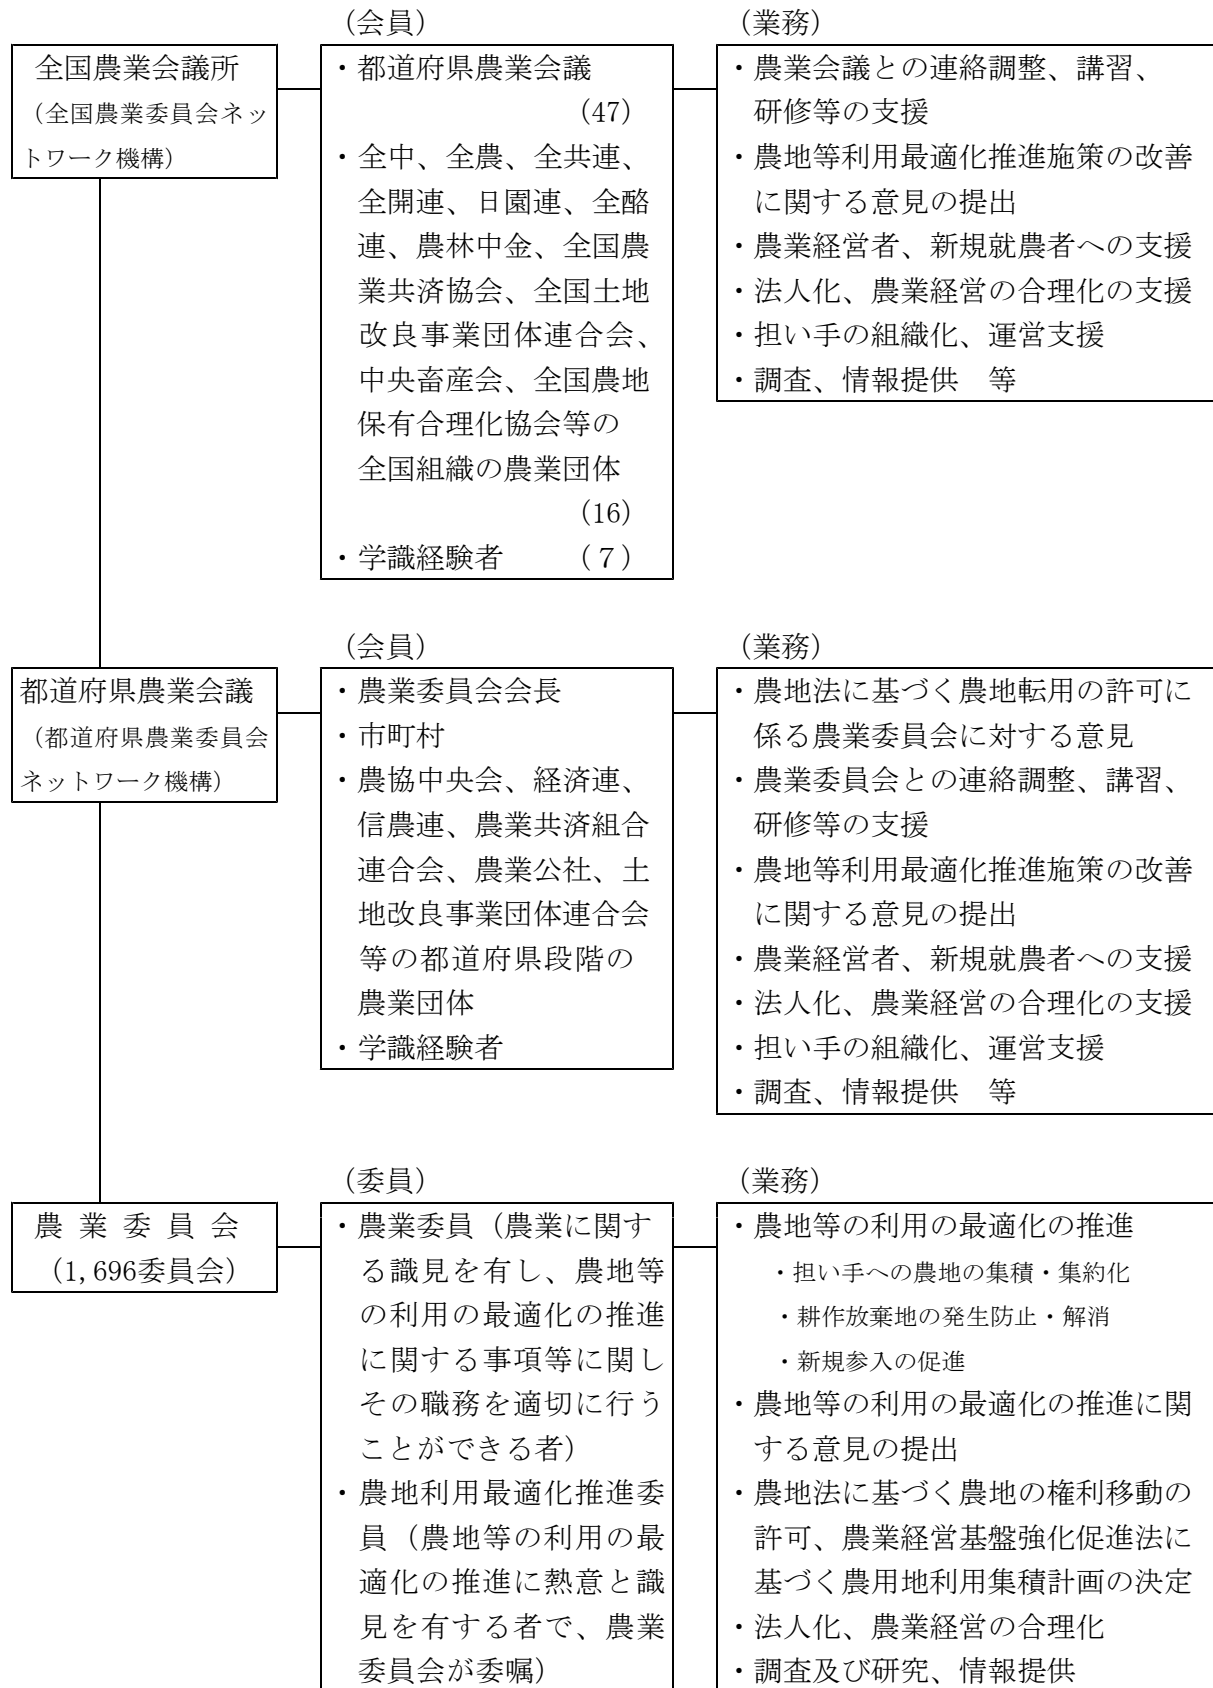 (会員)
(業務)
全国農業会議所
(全国農業委員会ネッ
トワーク機構)
・都道府県農業会議
(47)
・全中、全農、全共連、
全開連、日園連、全酪
連、農林中金、全国農
業共済協会、全国土地
改良事業団体連合会、
中央畜産会、全国農地
保有合理化協会等の
全国組織の農業団体
(16)
・学識経験者 (7)
・農業会議との連絡調整、講習、
研修等の支援
・農地等利用最適化推進施策の改善
に関する意見の提出
・農業経営者、新規就農者への支援
・法人化、農業経営の合理化の支援
・担い手の組織化、運営支援
・調査、情報提供 等
(会員)
(業務)
都道府県農業会議
(都道府県農業委員会
ネットワーク機構)
・農業委員会会長
・市町村
・農協中央会、経済連、
信農連、農業共済組合
連合会、農業公社、土
地改良事業団体連合会
等の都道府県段階の
農業団体
・学識経験者
・農地法に基づく農地転用の許可に
係る農業委員会に対する意見
・農業委員会との連絡調整、講習、
研修等の支援
・農地等利用最適化推進施策の改善
に関する意見の提出
・農業経営者、新規就農者への支援
・法人化、農業経営の合理化の支援
・担い手の組織化、運営支援
・調査、情報提供 等
(委員)
(業務)
農業委員会
(1,696委員会)
・農業委員(農業に関す
る識見を有し、農地等
の利用の最適化の推進
に関する事項等に関し
その職務を適切に行う
ことができる者)
・農地利用最適化推進委
員(農地等の利用の最
適化の推進に熱意と識
見を有する者で、農業
委員会が委嘱)
・農地等の利用の最適化の推進
・担い手への農地の集積・集約化
・耕作放棄地の発生防止・解消
・新規参入の促進
・農地等の利用の最適化の推進に関
する意見の提出
・農地法に基づく農地の権利移動の
許可、農業経営基盤強化促進法に
基づく農用地利用集積計画の決定
・法人化、農業経営の合理化
・調査及び研究、情報提供